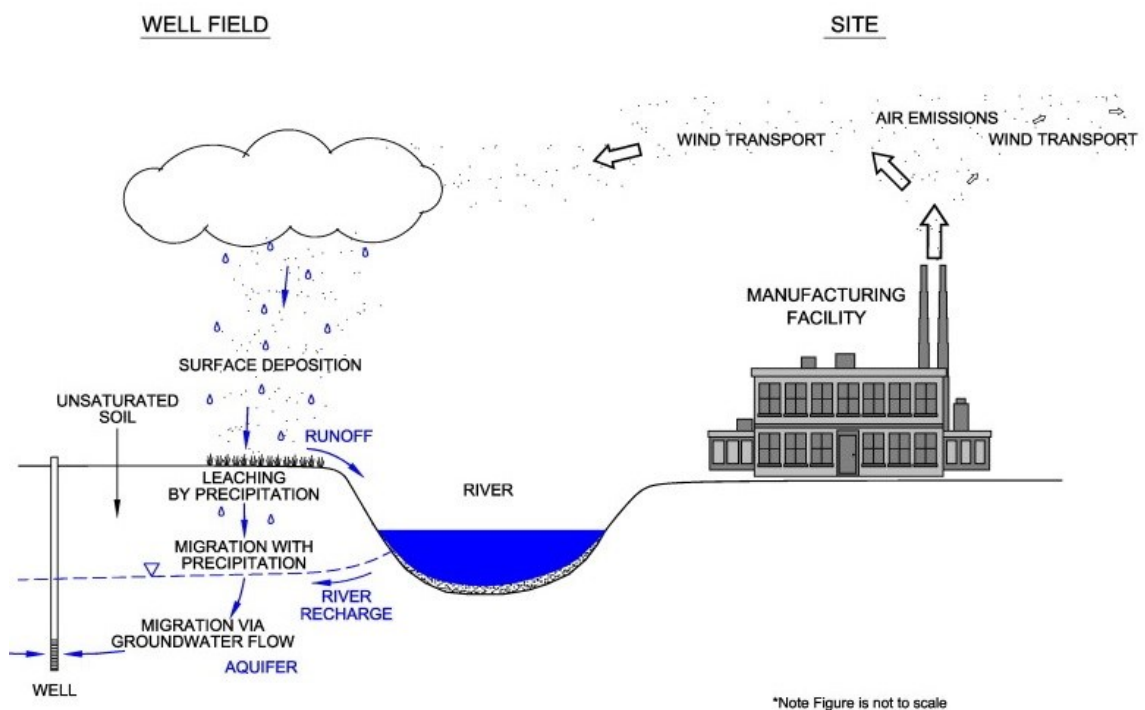 WELL FIELD
SITE
AIR EMISSIONS
WIND TRANSPORT
WIND TRANSPORT
MANUFACTURING
FACILITY
SURFACE DEPOSITION
UNSATURATED
SOIL
RUNOFF
LEACHING
BY PRECIPITATION
RIVER
MIGRATION WITH
PRECIPITATION
RIVER
RECHARGE
MIGRATION VIA
GROUNDWATER FLOW
AQUIFER
WELL
*Note Figure is not to scale